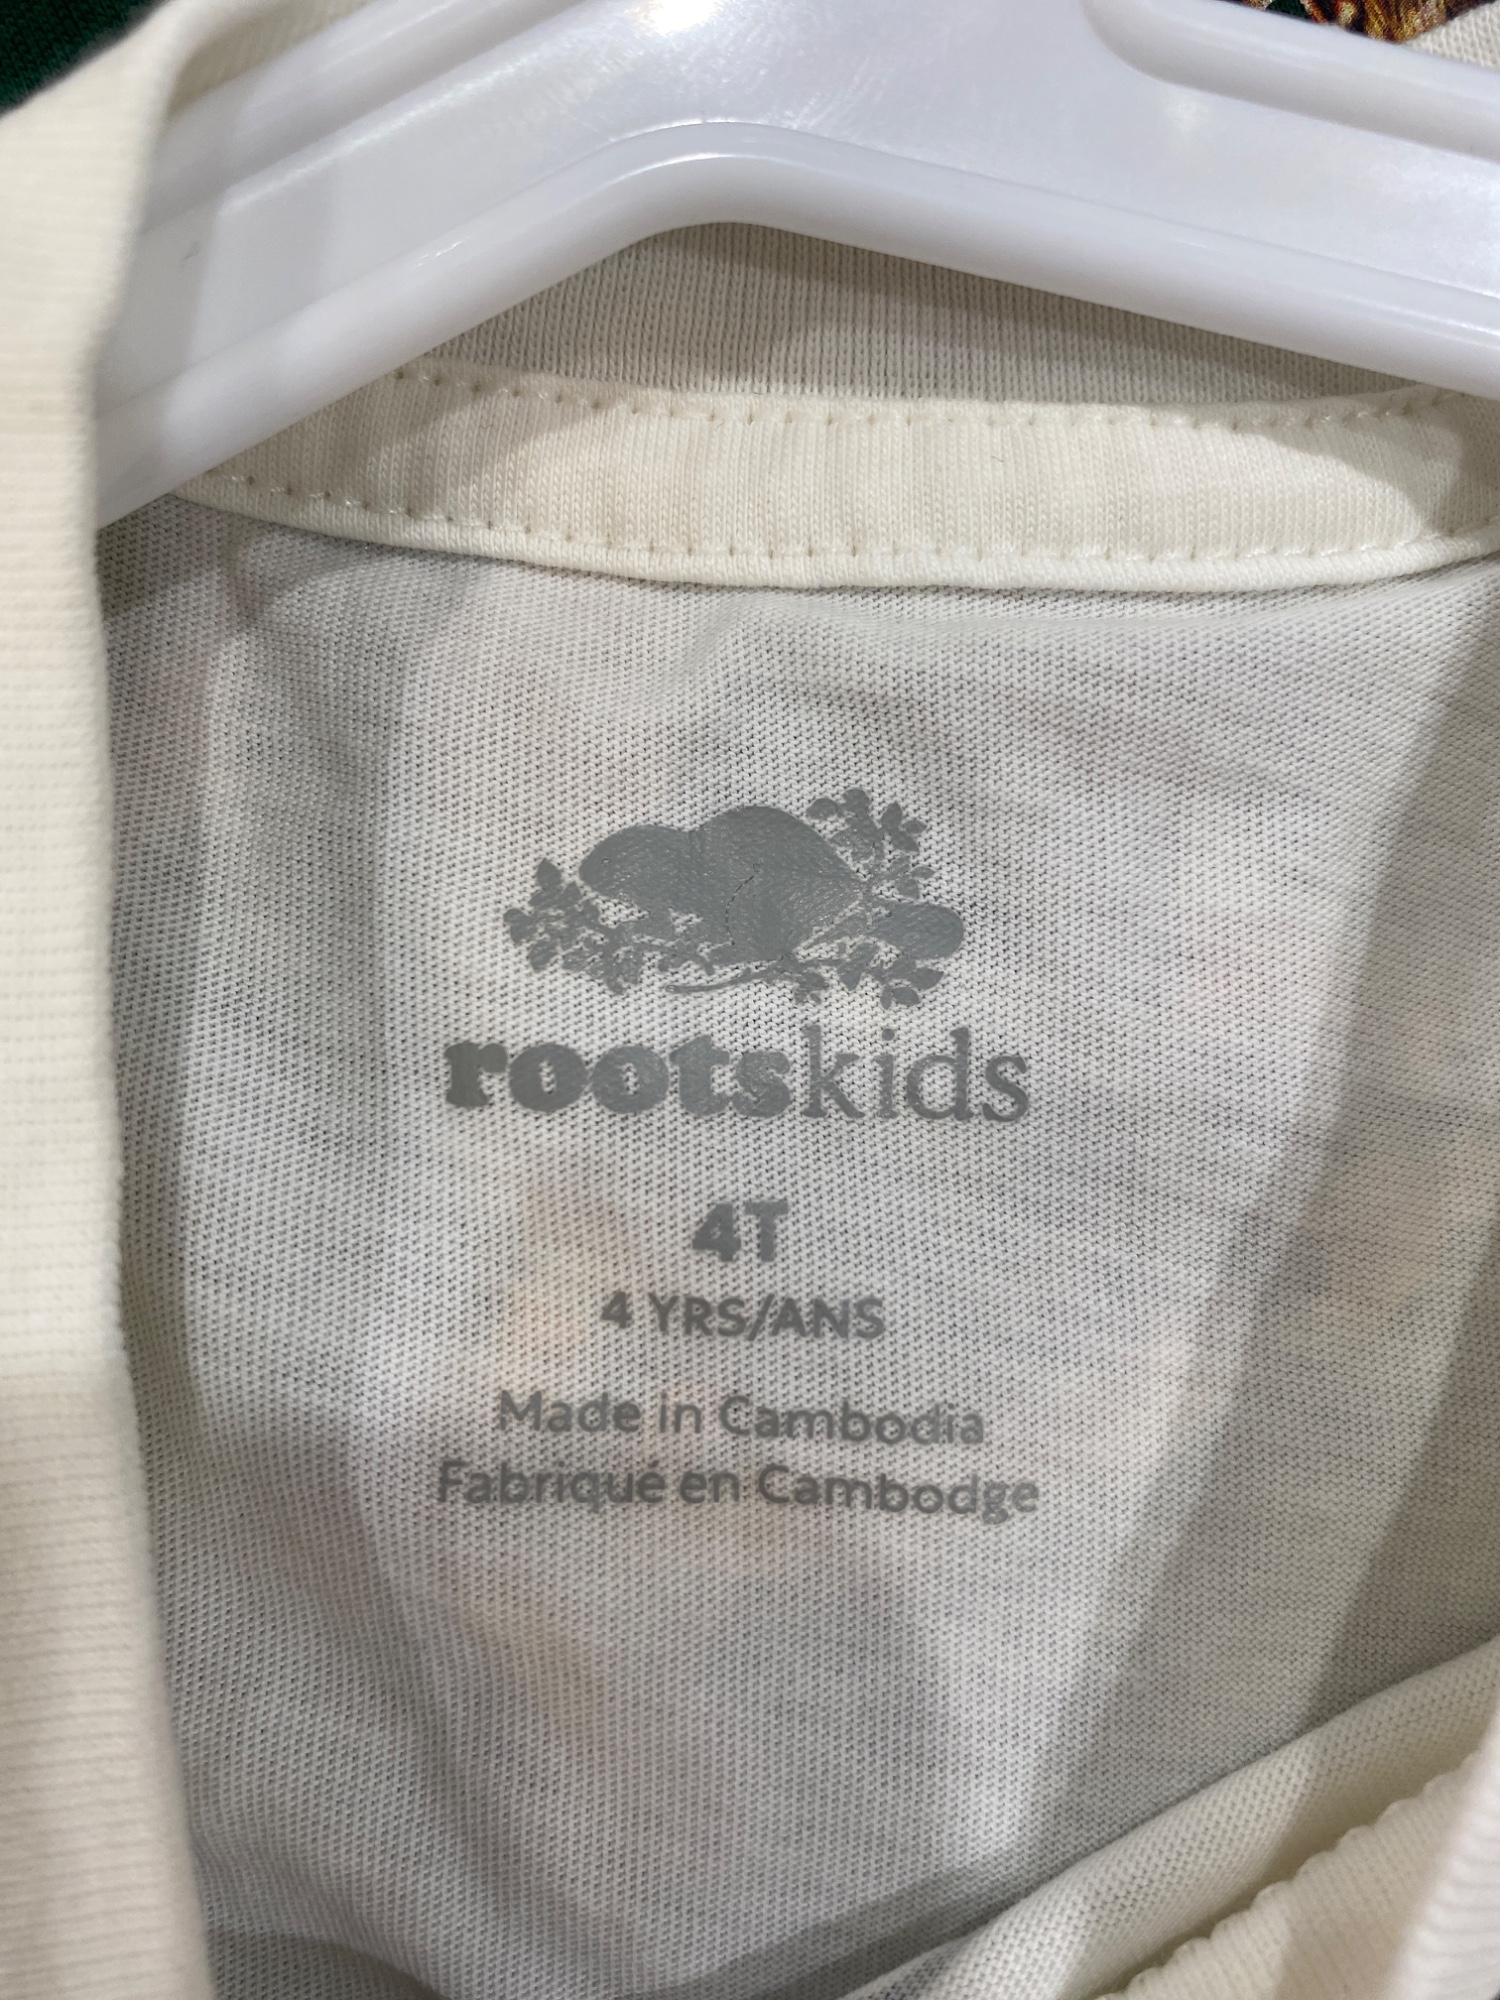 rootskids
4T
4 YRS/ANS
Made in Cambodia
Fabriqué en Cambodge